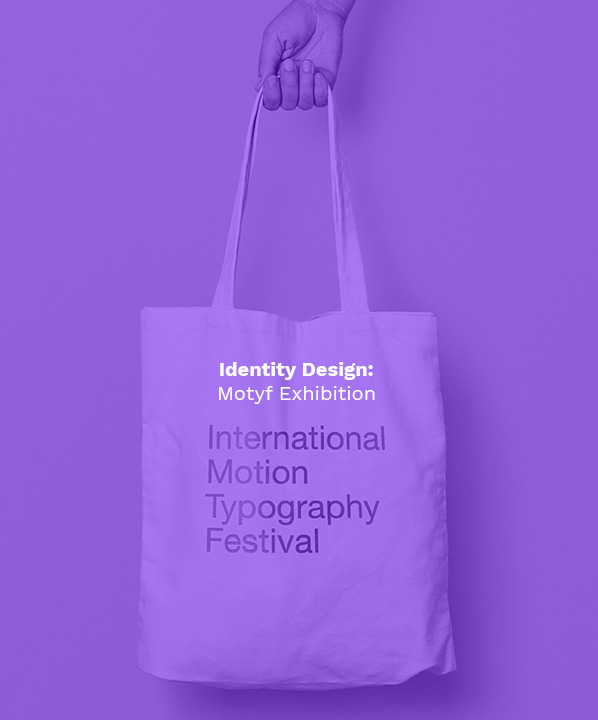 Identity Design:
Motyf Exhibition
International
Motion
Typography
Festival